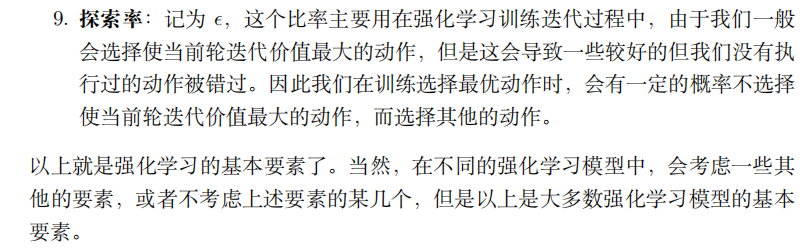 9. 探索率：记为 ϵ，这个比率主要用在强化学习训练迭代过程中，由于我们一般
会选择使当前轮迭代价值最大的动作，但是这会导致一些较好的但我们没有执
行过的动作被错过。因此我们在训练选择最优动作时，会有一定的概率不选择
使当前轮迭代价值最大的动作，而选择其他的动作。
以上就是强化学习的基本要素了。当然，在不同的强化学习模型中，会考虑一些其
他的要素，或者不考虑上述要素的某几个，但是以上是大多数强化学习模型的基本
要素。